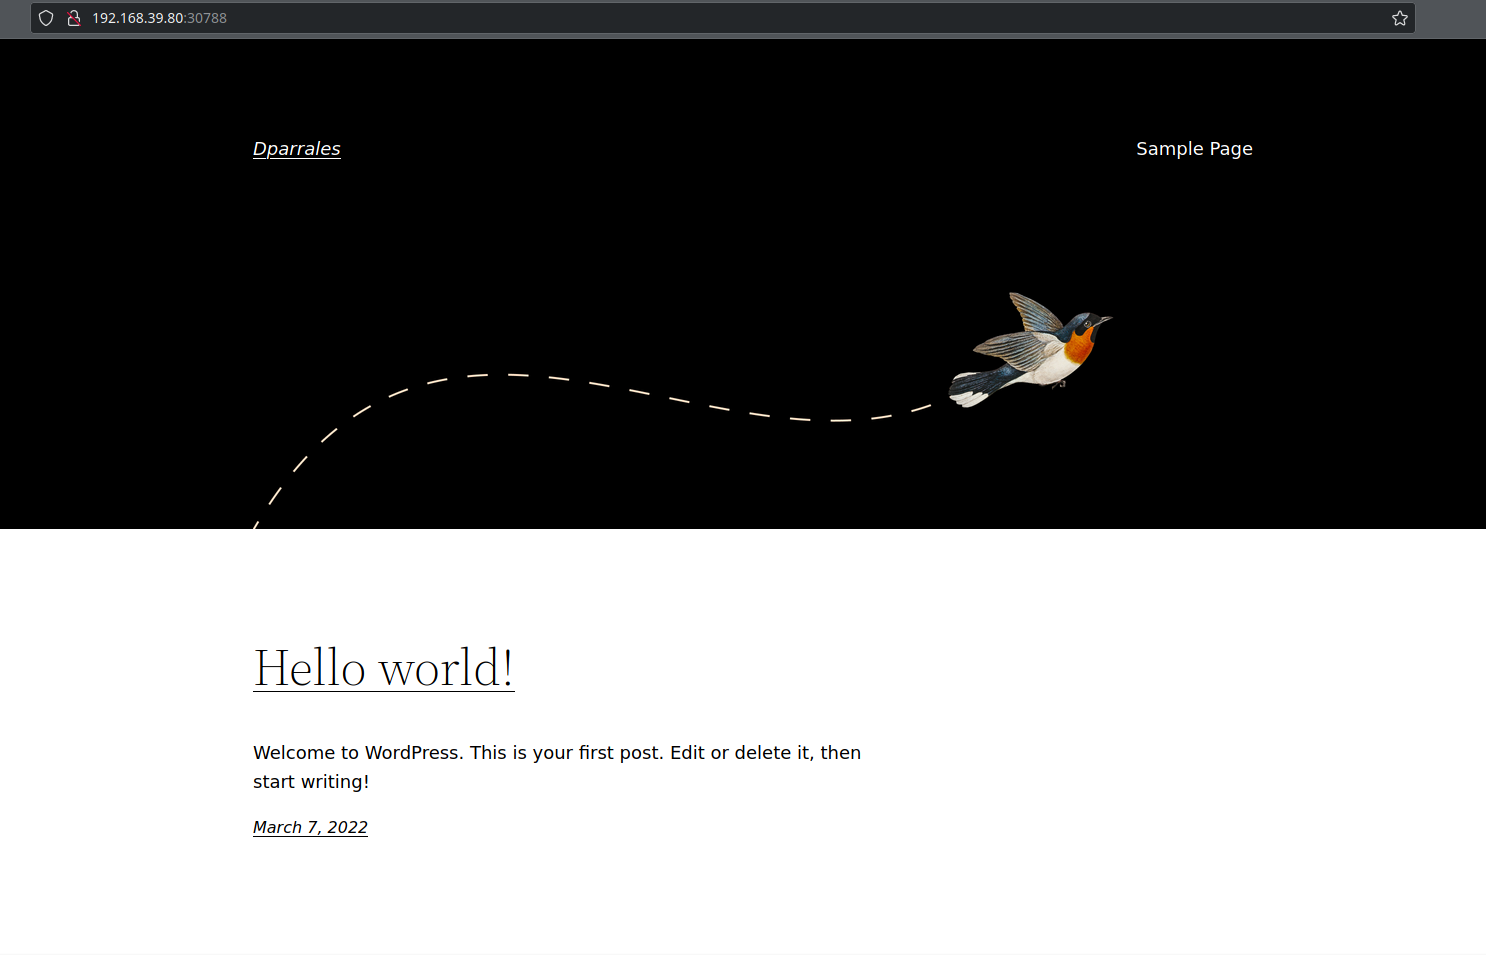 192.168.39.80:30788
Dparrales
Sample Page
Hello world!
Welcome to WordPress. This is your first post. Edit or delete it, then
start writing!
March 7, 2022